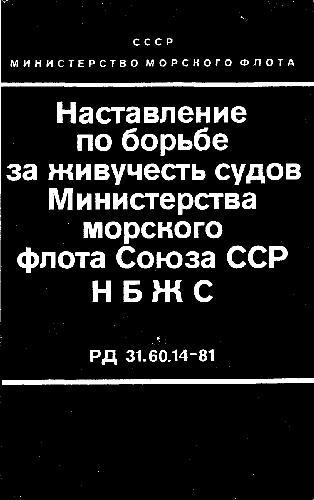 СССР
МИНИСТЕРСТВО МОРСКОГО ФЛОТА
Наставление
по борьбе
за живучесть судов
Министерства
морского
флота Союза ССР
НБЖС
РД 31.60.14-81